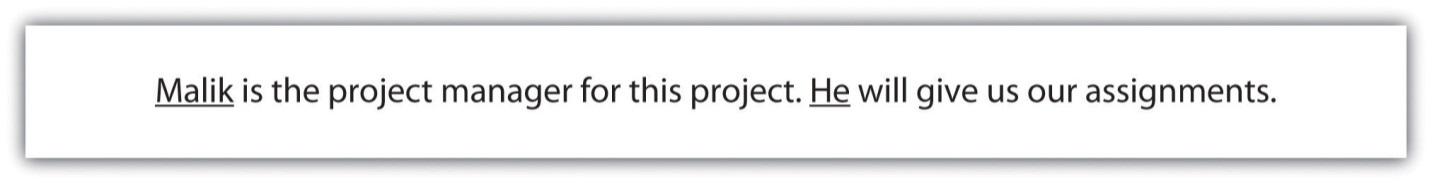 Malik is the project manager for this project. He will give us our assignments.